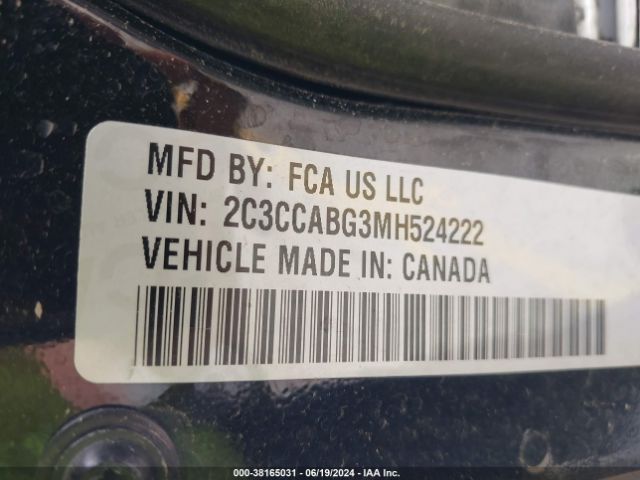 MFD BY: FCA US LLC
VIN: 2C3CCABG3MH524222
VEHICLE MADE IN: CANADA
000-38165031 - 06/19/2024 - IAA Inc.